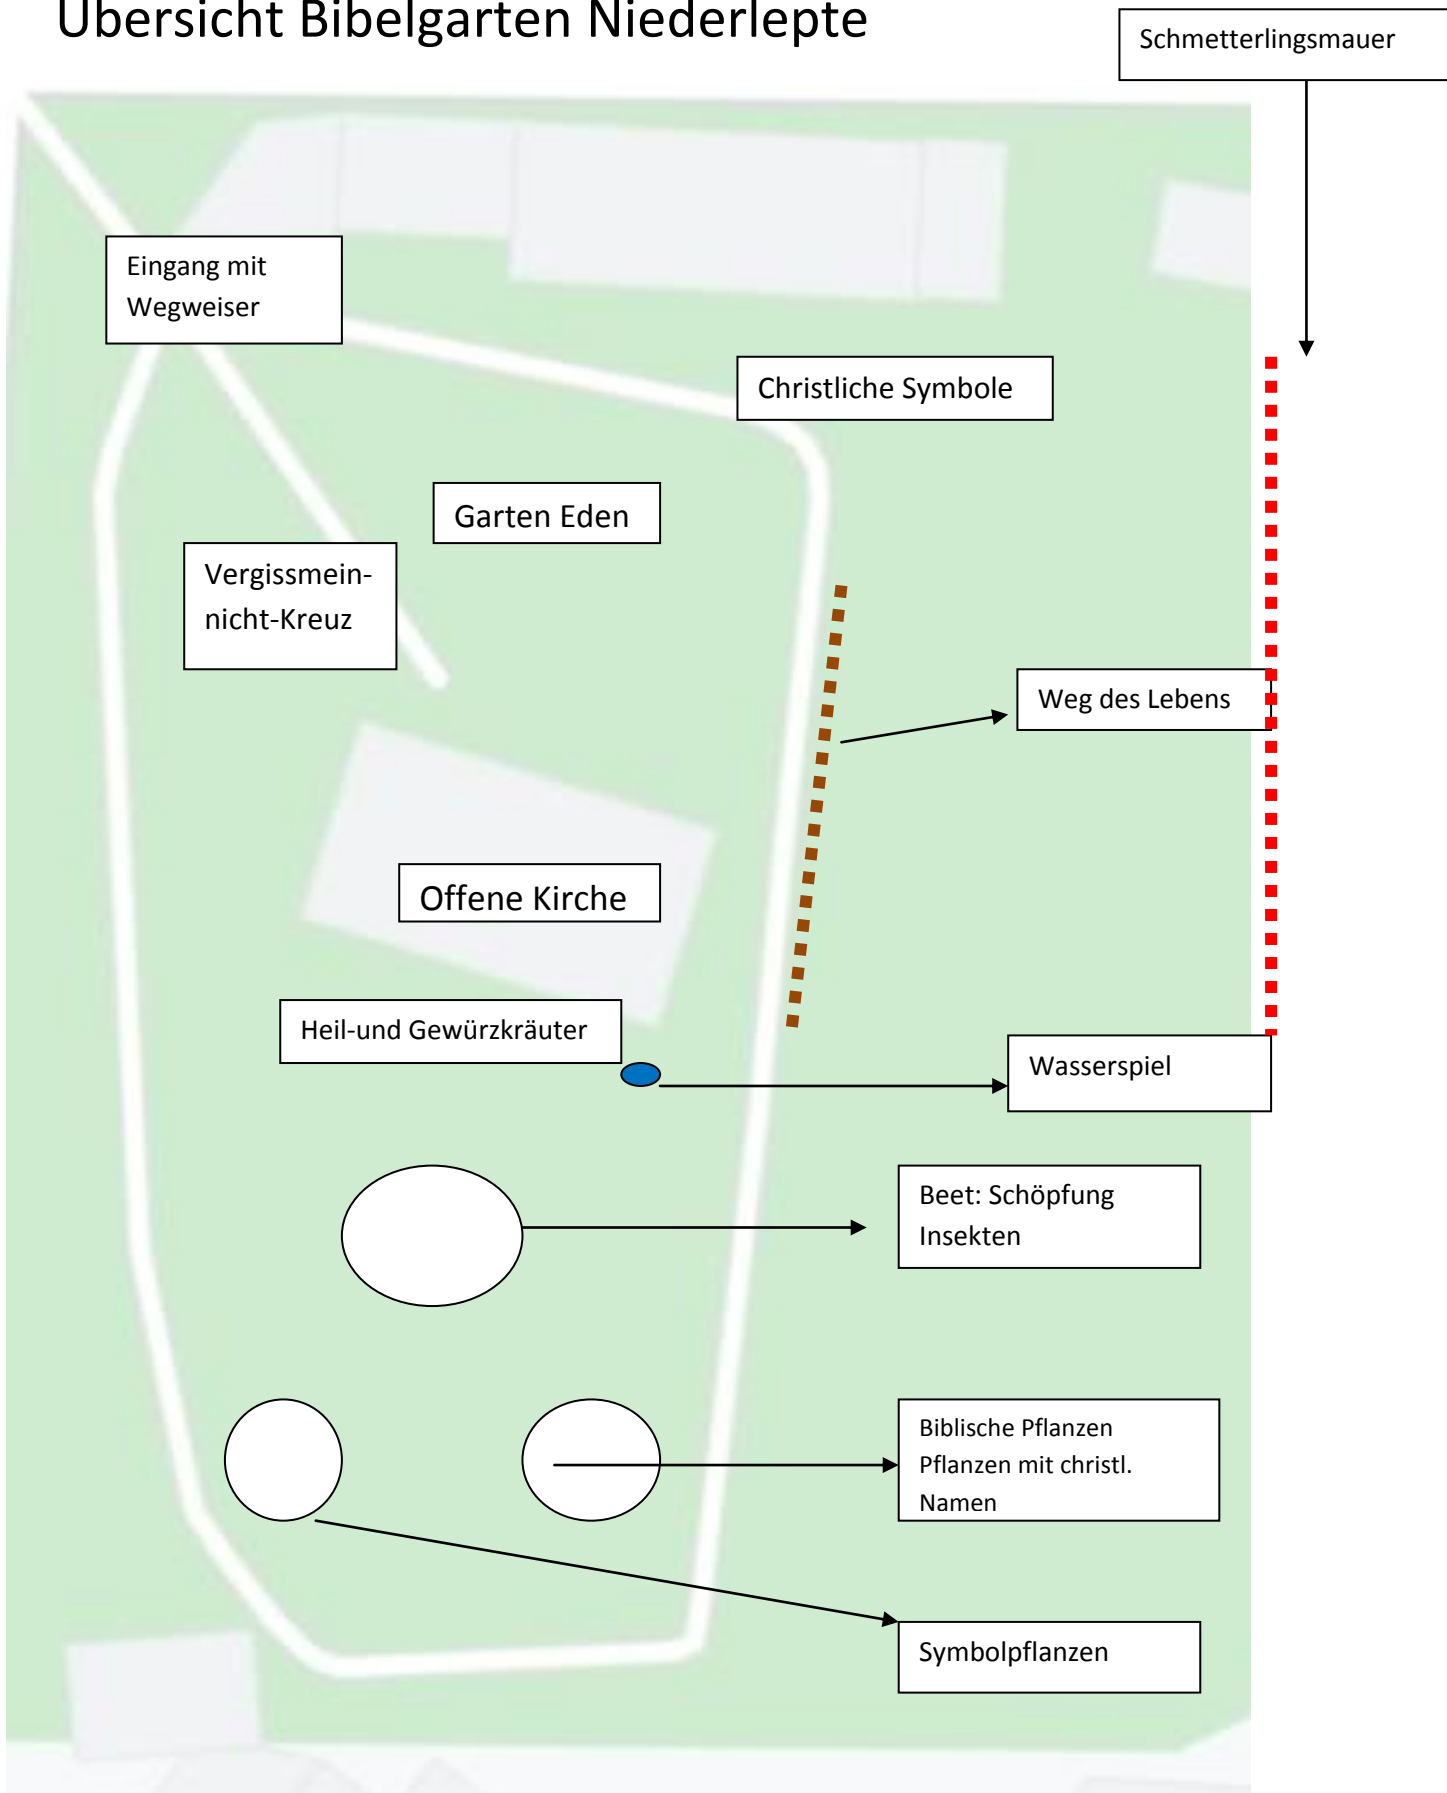 Übersicht Bibelgarten Niederlepte
Schmetterlingsmauer
Eingang mit
Wegweiser
Christliche Symbole
Garten Eden
Vergissmein-
nicht-Kreuz
Weg des Lebens
Offene Kirche
Heil-und Gewürzkräuter
Wasserspiel
Beet: Schöpfung
Insekten
Biblische Pflanzen
Pflanzen mit christl.
Namen
Symbolpflanzen